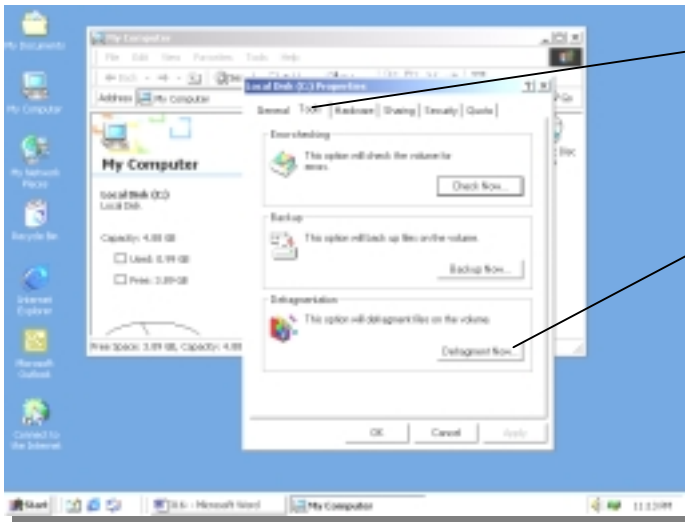 My Documents
My Computer
My Network
Places
Recycle Bin
Internet
Explorer
Microsoft
Outlook
Connect to
the Internet
My Computer
File Edit View Favorites Tools Help
Back
Address My Computer
Go
My Computer
Local Disk (C:)
Local Disk
Capacity: 4.88 GB
Used: 0.99 GB
Free: 3.89 GB
Free Space: 3.89 GB, Capacity: 4.88
Local Disk (C:) Properties
General Tools Hardware Sharing Security Quota
Error-checking
This option will check the volume for
errors.
Check Now...
Backup
This option will back up files on the volume.
Backup Now...
Defragmentation
This option will defragment files on the volume.
Defragment Now...
OK Cancel Apply
Start
Microsoft Word
My Computer